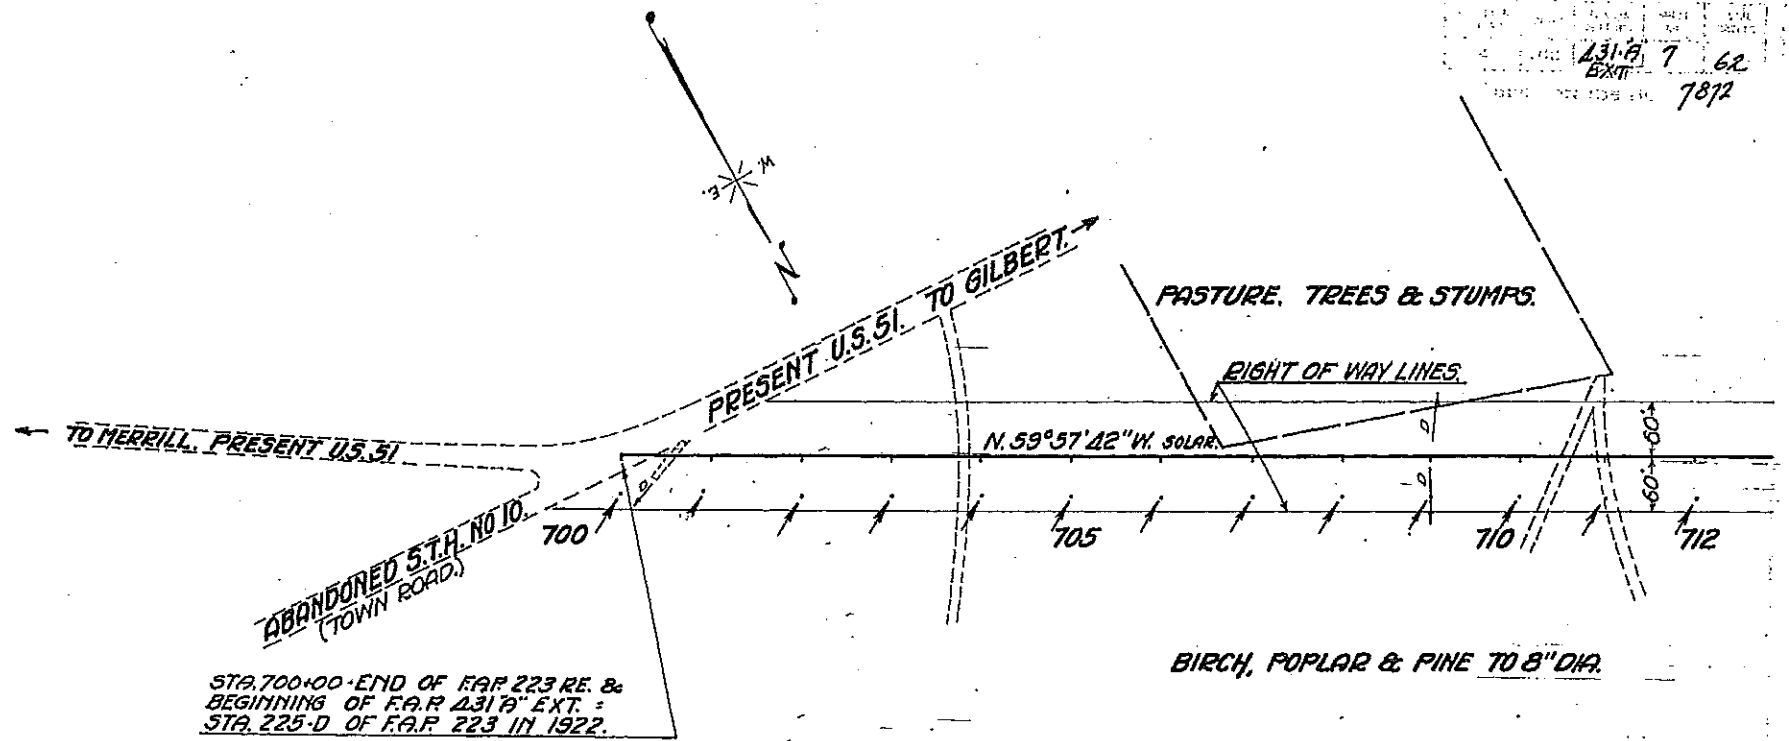 431-A 7 62
EXT.
7872
W.
E.
N
PRESENT U.S. 51. TO GILBERT.
PASTURE. TREES & STUMPS.
RIGHT OF WAY LINES.
TO MERRILL. PRESENT U.S. 51
N. 59° 57' 42" W. SOLAR.
60' 60'
ABANDONED S.T.H. NO 10.
(TOWN ROAD.)
700 705 710 712
BIRCH, POPLAR & PINE TO 8" DIA.
STA. 700+00 = END OF F.A.P. 223 RE. &
BEGINNING OF F.A.P. 431 "A" EXT. =
STA. 225-D OF F.A.P. 223 IN 1922.